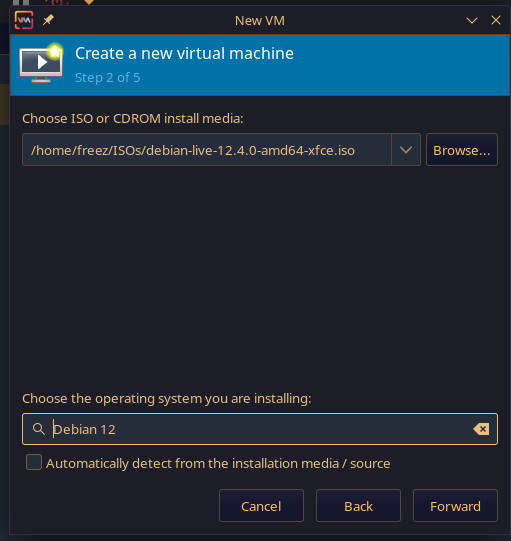 New VM
Create a new virtual machine
Step 2 of 5
Choose ISO or CDROM install media:
/home/freez/ISOs/debian-live-12.4.0-amd64-xfce.iso
Browse...
Choose the operating system you are installing:
Debian 12
Automatically detect from the installation media / source
Cancel Back Forward